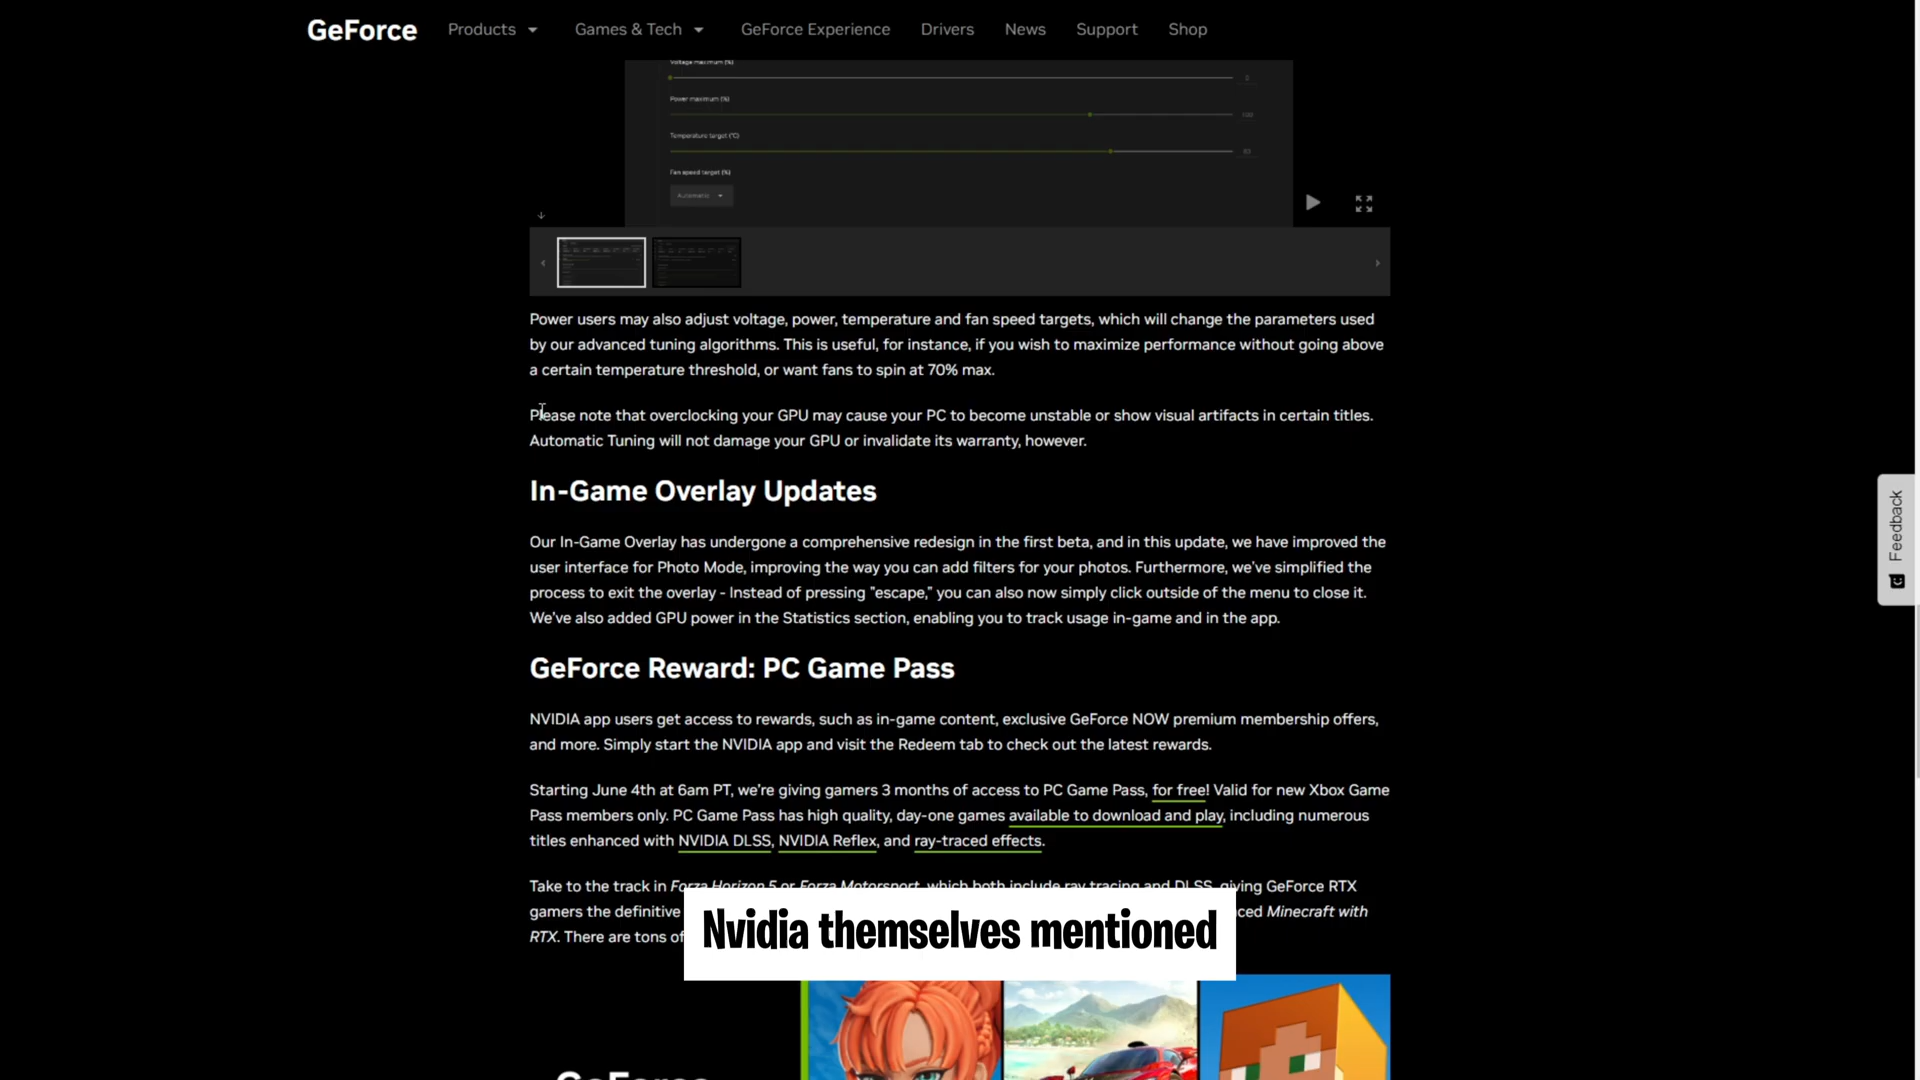 GeForce
Products
Games & Tech
GeForce Experience
Drivers
News
Support
Shop
Voltage maximum (%)
0
Power maximum (%)
100
Temperature target (°C)
83
Fan speed target (%)
Automatic
Power users may also adjust voltage, power, temperature and fan speed targets, which will change the parameters used
by our advanced tuning algorithms. This is useful, for instance, if you wish to maximize performance without going above
a certain temperature threshold, or want fans to spin at 70% max.
Please note that overclocking your GPU may cause your PC to become unstable or show visual artifacts in certain titles.
Automatic Tuning will not damage your GPU or invalidate its warranty, however.
In-Game Overlay Updates
Our In-Game Overlay has undergone a comprehensive redesign in the first beta, and in this update, we have improved the
user interface for Photo Mode, improving the way you can add filters for your photos. Furthermore, we've simplified the
process to exit the overlay - Instead of pressing "escape," you can also now simply click outside of the menu to close it.
We've also added GPU power in the Statistics section, enabling you to track usage in-game and in the app.
GeForce Reward: PC Game Pass
NVIDIA app users get access to rewards, such as in-game content, exclusive GeForce NOW premium membership offers,
and more. Simply start the NVIDIA app and visit the Redeem tab to check out the latest rewards.
Starting June 4th at 6am PT, we're giving gamers 3 months of access to PC Game Pass, for free! Valid for new Xbox Game
Pass members only. PC Game Pass has high quality, day-one games available to download and play, including numerous
titles enhanced with NVIDIA DLSS, NVIDIA Reflex, and ray-traced effects.
Take to the track in Forza Horizon 5 or Forza Motorsport, which both include ray tracing and DLSS, giving GeForce RTX
gamers the definitive ced Minecraft with
RTX. There are tons of
Nvidia themselves mentioned
GeForce
Feedback